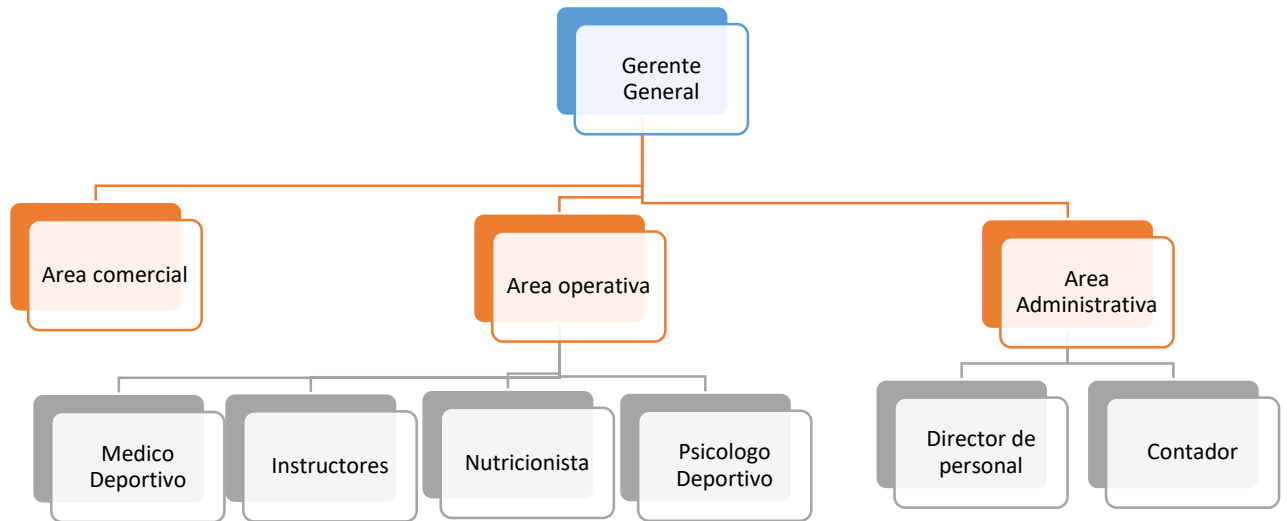 Gerente
General
Area comercial
Area operativa
Area
Administrativa
Medico
Deportivo
Instructores
Nutricionista
Psicologo
Deportivo
Director de
personal
Contador